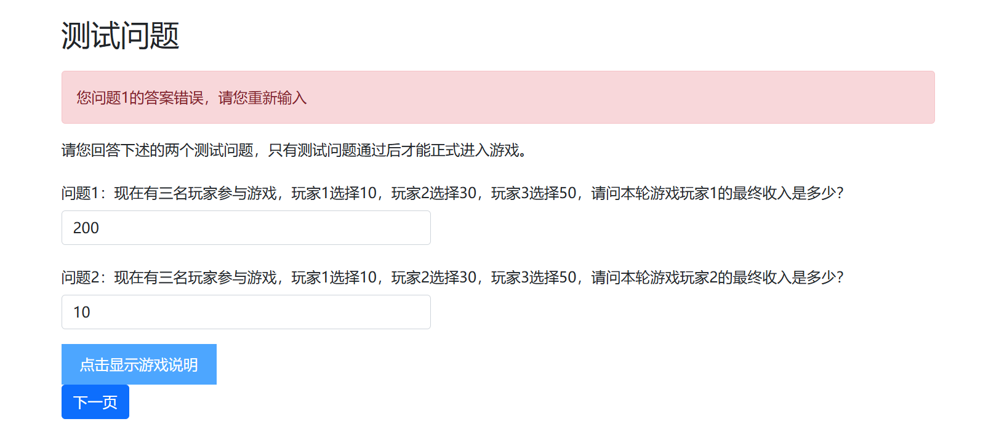 测试问题
您问题1的答案错误，请您重新输入
请您回答下述的两个测试问题，只有测试问题通过后才能正式进入游戏。
问题1：现在有三名玩家参与游戏，玩家1选择10，玩家2选择30，玩家3选择50，请问本轮游戏玩家1的最终收入是多少？
200
问题2：现在有三名玩家参与游戏，玩家1选择10，玩家2选择30，玩家3选择50，请问本轮游戏玩家2的最终收入是多少？
10
点击显示游戏说明
下一页